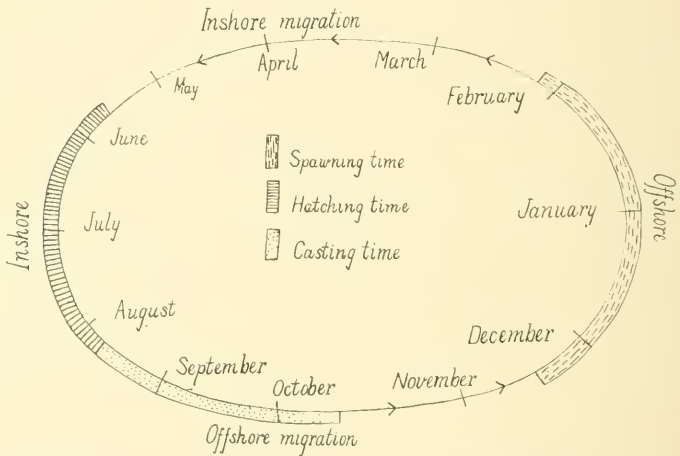 Inshore migration
April
March
May
February
June
Spawning time
Hatching time
Casting time
Inshore
July
January
Offshore
August
December
September
October
November
Offshore migration